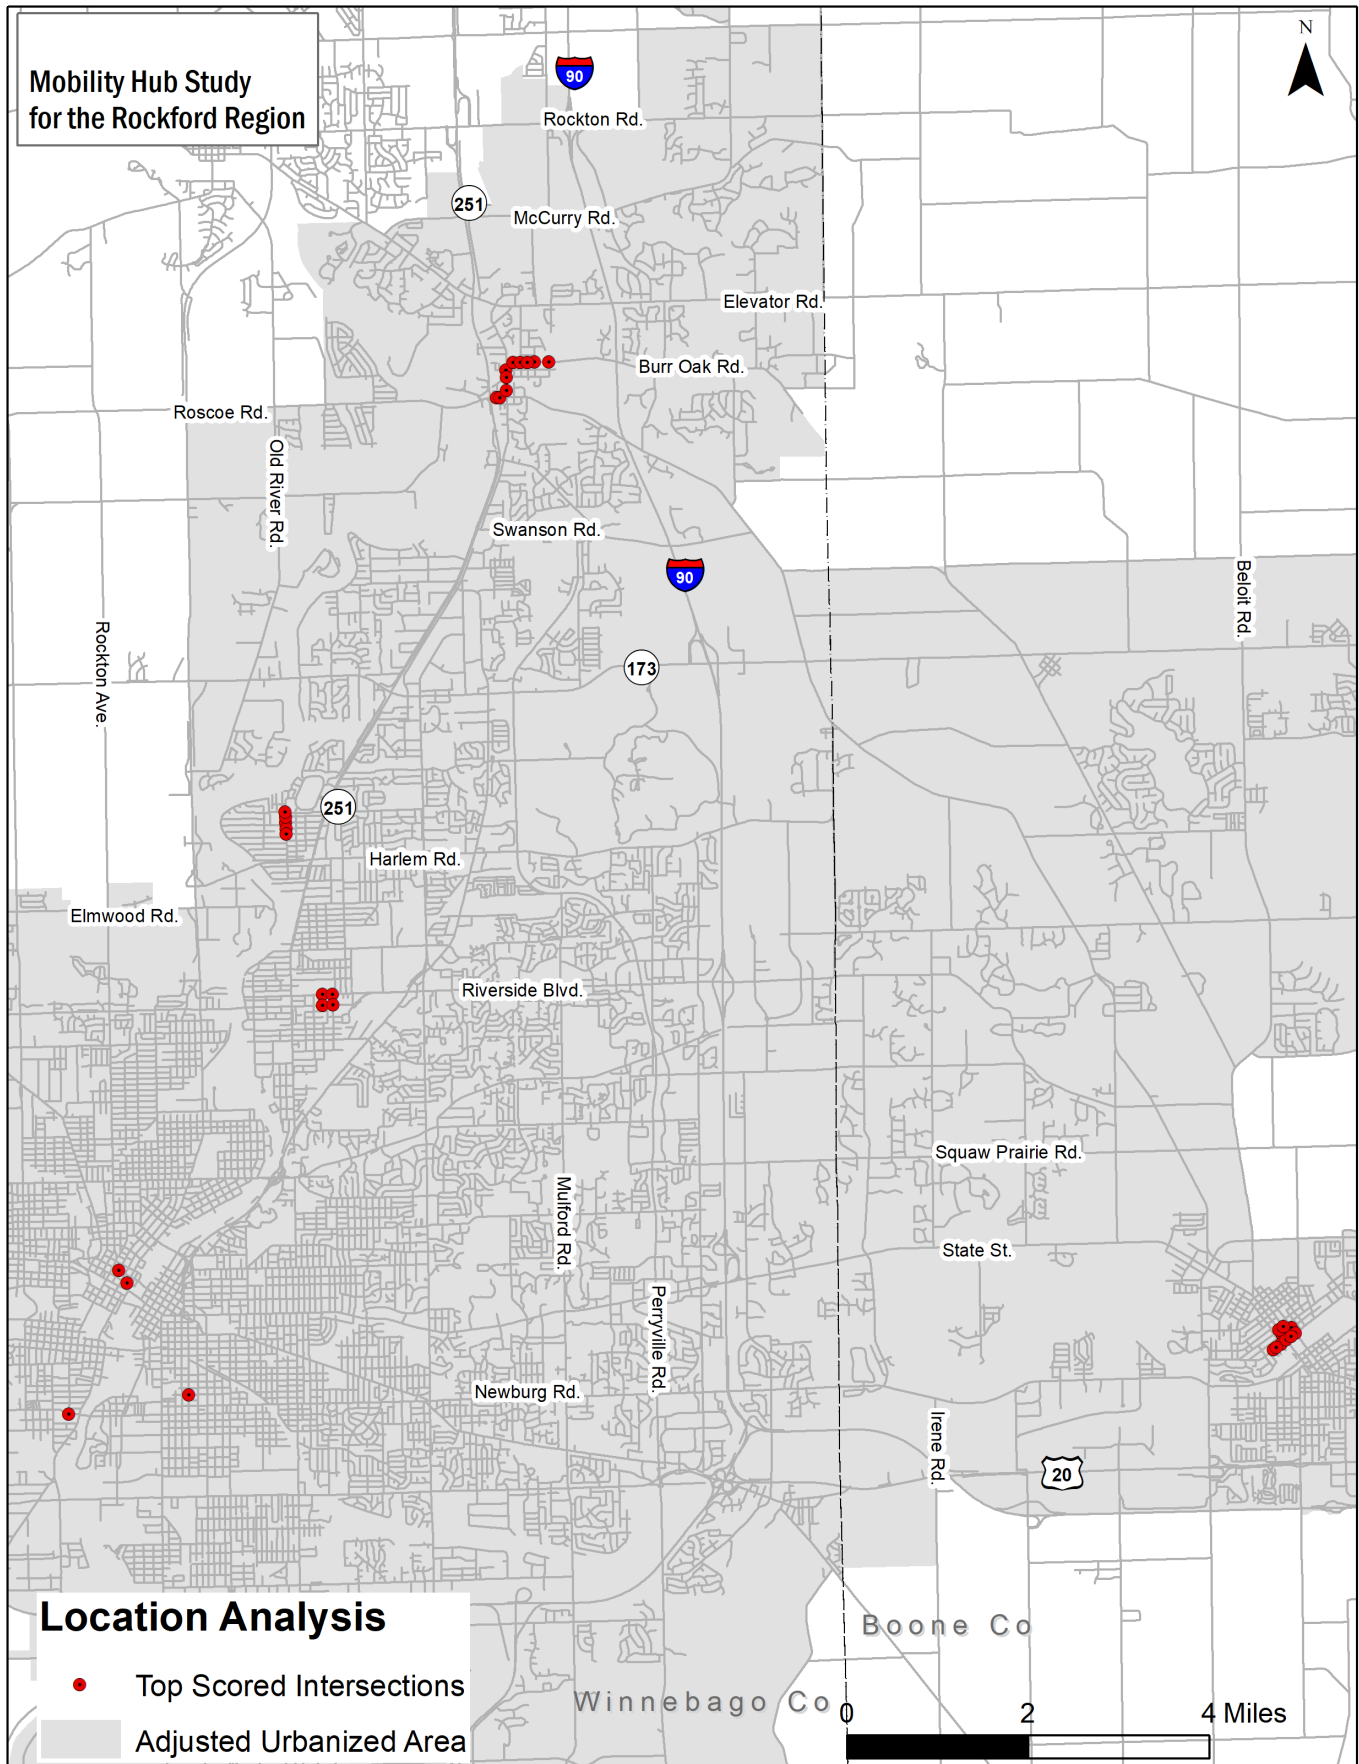 Mobility Hub Study
for the Rockford Region
N
90
Rockton Rd.
251
McCurry Rd.
Elevator Rd.
Burr Oak Rd.
Roscoe Rd.
Old River Rd.
Swanson Rd.
90
Beloit Rd.
Rockton Ave.
173
251
Harlem Rd.
Elmwood Rd.
Riverside Blvd.
Squaw Prairie Rd.
Mulford Rd.
State St.
Perryville Rd.
Newburg Rd.
Irene Rd.
20
Location Analysis
Top Scored Intersections
Adjusted Urbanized Area
Boone Co
Winnebago Co
0 2 4 Miles